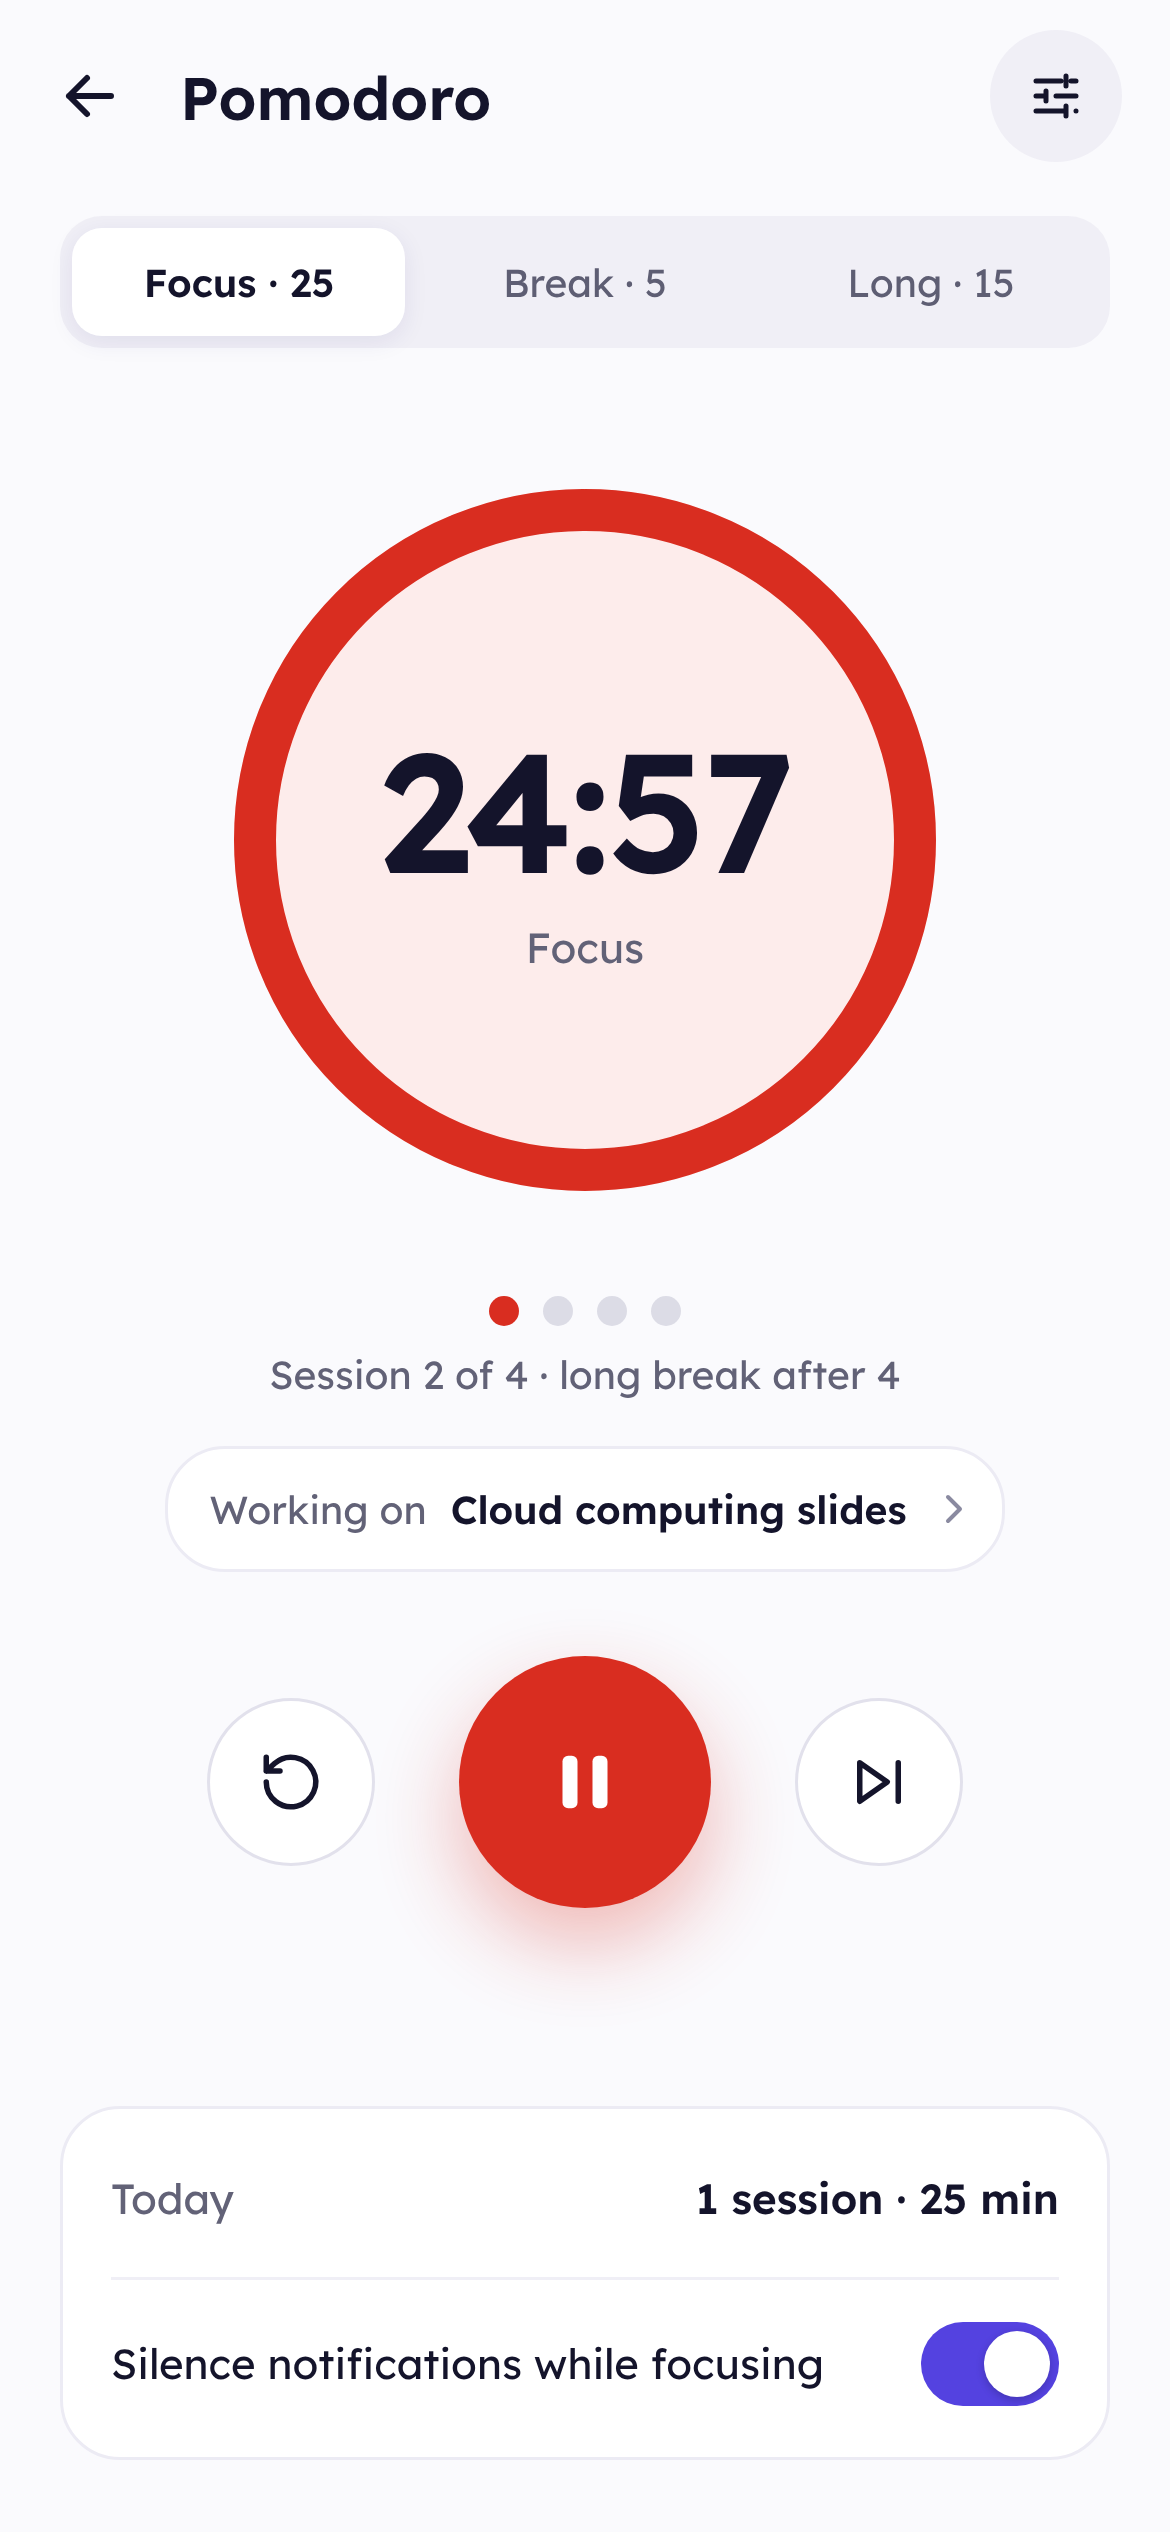 Pomodoro
Focus · 25
Break · 5
Long · 15
24:57
Focus
Session 2 of 4 · long break after 4
Working on Cloud computing slides
Today
1 session · 25 min
Silence notifications while focusing